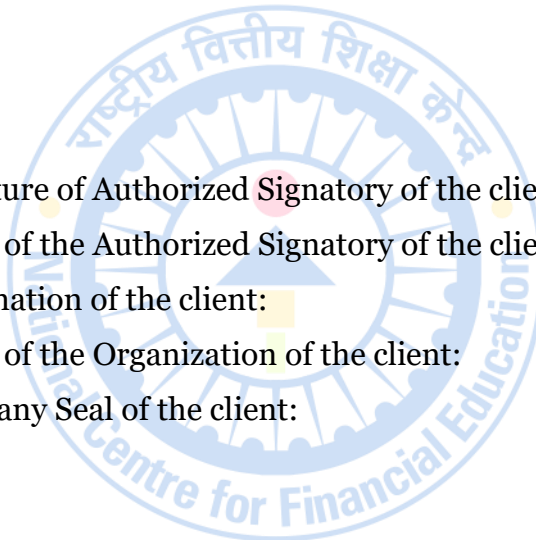 राष्ट्रीय वित्तीय शिक्षा केन्द्र
ture of Authorized Signatory of the clie
of the Authorized Signatory of the clie
nation of the client:
of the Organization of the client:
any Seal of the client:
National Centre for Financial Education